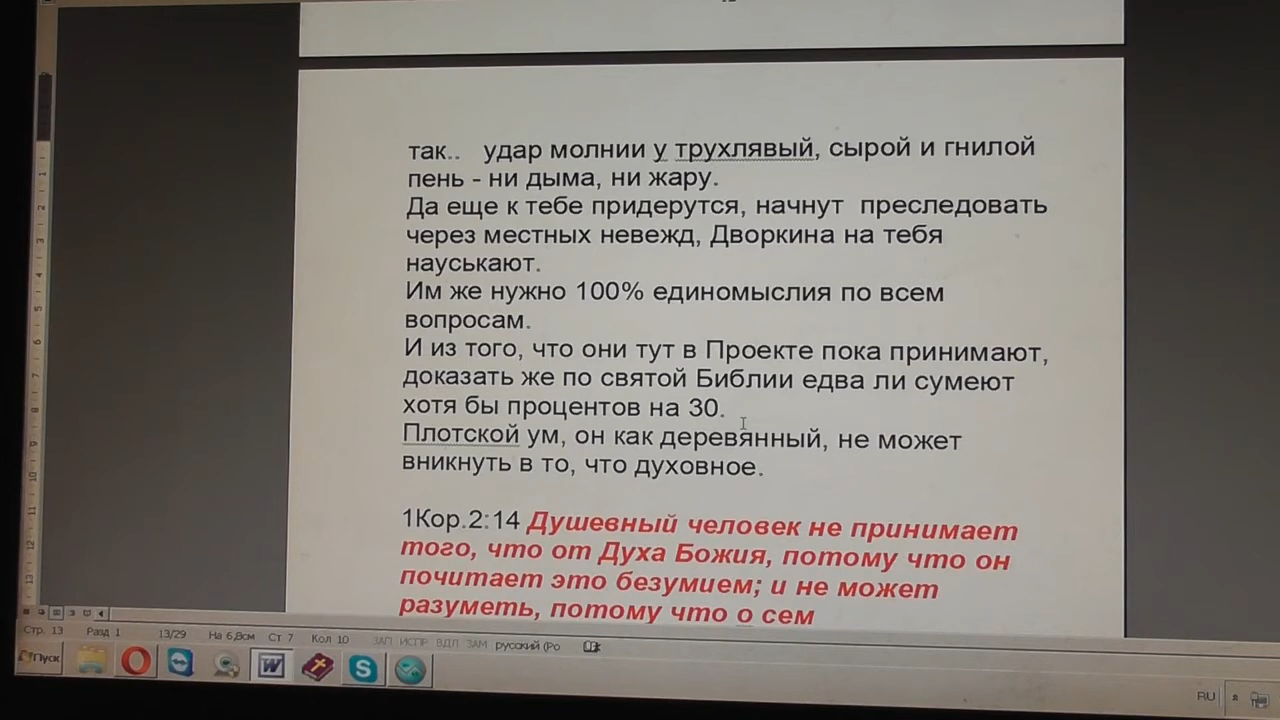 так.. удар молнии у трухлявый, сырой и гнилой
пень - ни дыма, ни жару.
Да еще к тебе придерутся, начнут преследовать
через местных невежд, Дворкина на тебя
науськают.
Им же нужно 100% единомыслия по всем
вопросам.
И из того, что они тут в Проекте пока принимают,
доказать же по святой Библии едва ли сумеют
хотя бы процентов на 30.
Плотской ум, он как деревянный, не может
вникнуть в то, что духовное.
1Кор.2:14 Душевный человек не принимает
того, что от Духа Божия, потому что он
почитает это безумием; и не может
разуметь, потому что о сем
Стр. 13 Разд 1 13/29 На 6,8см Ст 7 Кол 10 ЗАП ИСПР ВДЛ ЗАМ русский (Ро
Пуск
RU